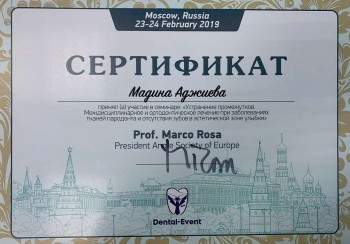 Moscow, Russia
23-24 February 2019
СЕРТИФИКАТ
Мадина Аджиева
принял (а) участие в семинаре «Устранение промежутков.
Междисциплинарное и ортодонтическое лечение при заболеваниях
тканей пародонта и отсутствия зубов в эстетической зоне улыбки»
Prof. Marco Rosa
President Angle Society of Europe
Dental-Event